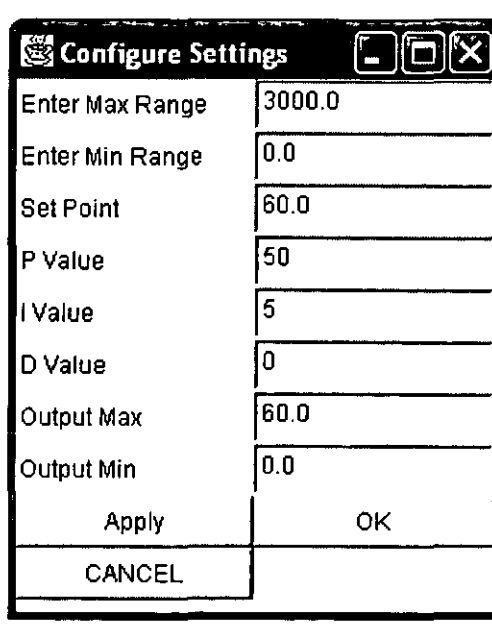 Configure Settings
Enter Max Range 3000.0
Enter Min Range 0.0
Set Point 60.0
P Value 50
I Value 5
D Value 0
Output Max 60.0
Output Min 0.0
Apply OK
CANCEL